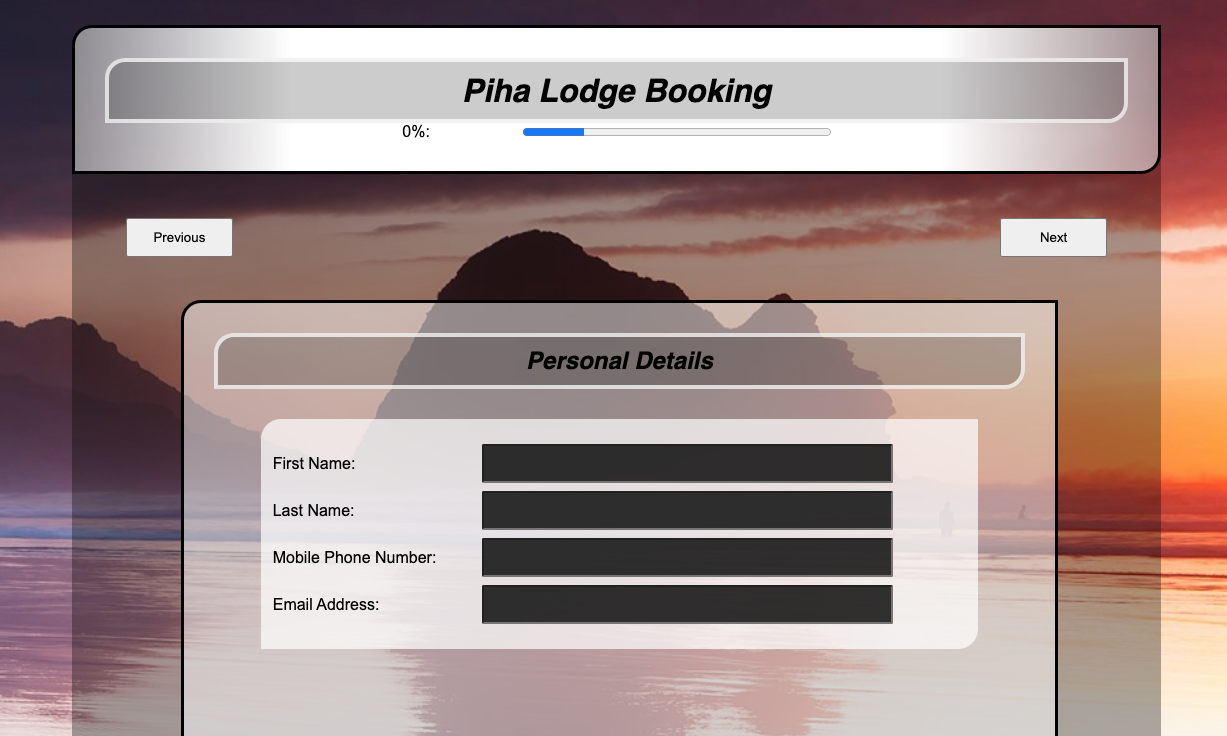 Piha Lodge Booking
0%:
Previous
Next
Personal Details
First Name:
Last Name:
Mobile Phone Number:
Email Address: